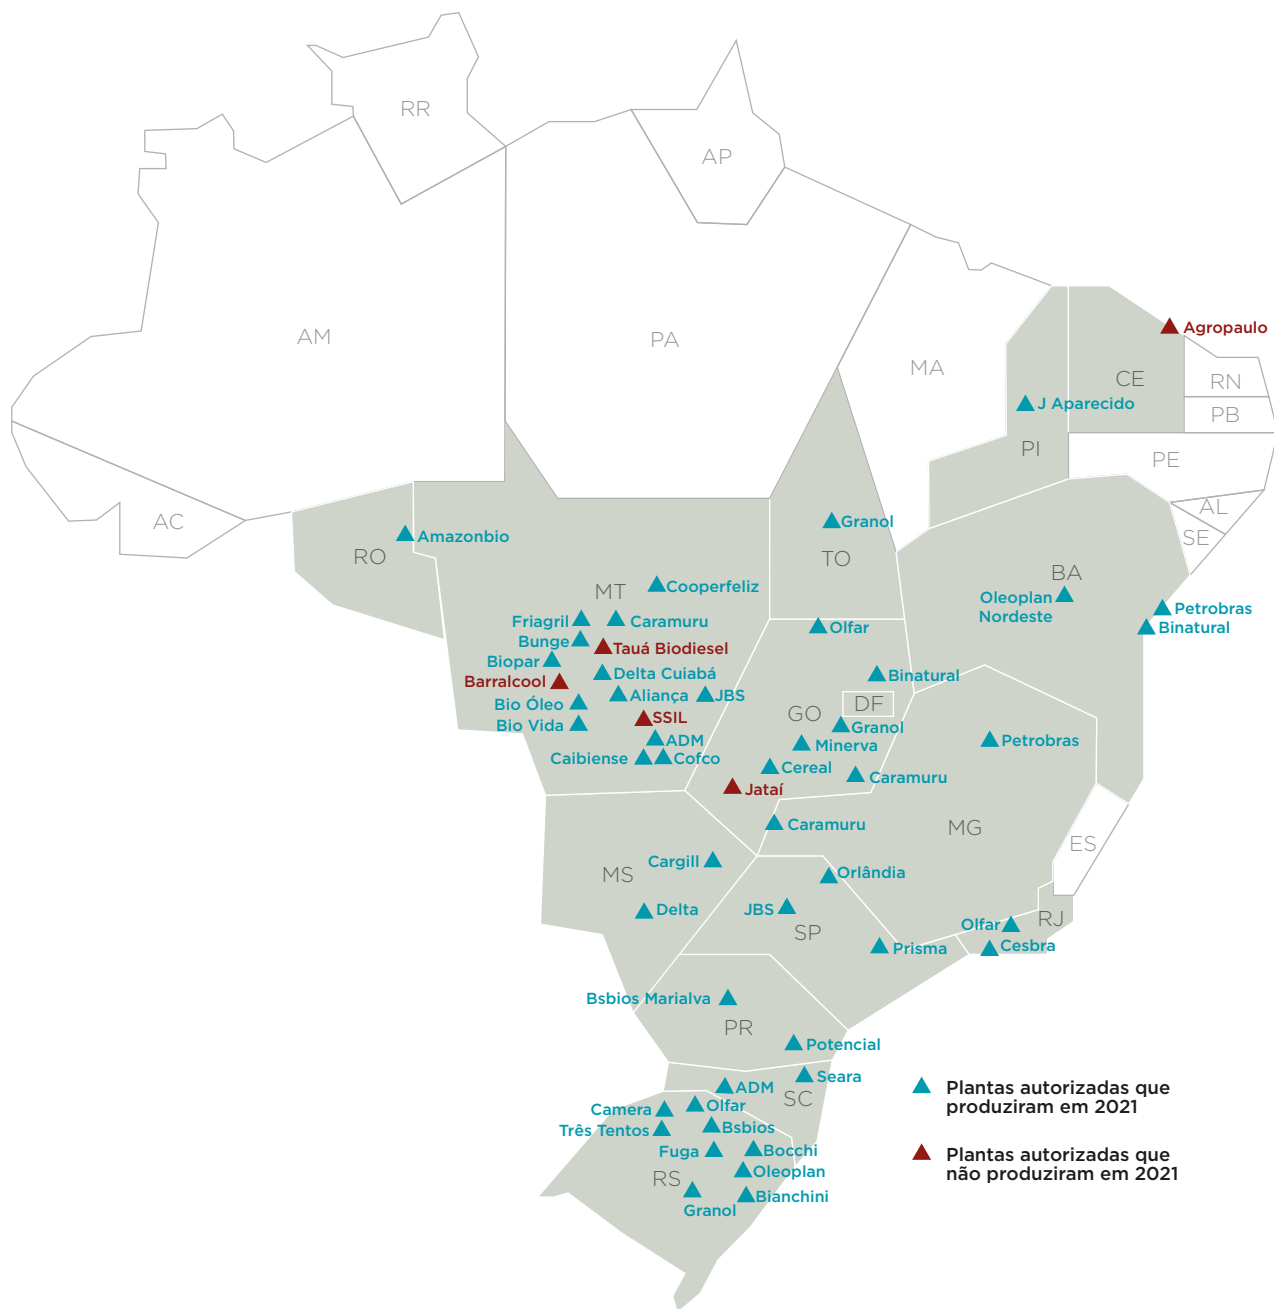 RR
AP
AM
PA
MA
CE
Agropaulo
RN
PB
J Aparecido
PI
PE
AL
SE
AC
RO
Amazonbio
Granol
TO
BA
Oleoplan
Nordeste
Petrobras
Binatural
MT
Cooperfeliz
Friagril
Caramuru
Bunge
Tauá Biodiesel
Biopar
Delta Cuiabá
Barralcool
Aliança
JBS
Bio Óleo
SSIL
Bio Vida
ADM
Caibiense
Cofco
Olfar
Binatural
DF
GO
Granol
Minerva
Cereal
Caramuru
Jataí
Petrobras
Caramuru
MG
ES
MS
Cargill
Delta
Orlândia
JBS
SP
Prisma
RJ
Olfar
Cesbra
Bsbios Marialva
PR
Potencial
Seara
ADM
SC
Camera
Olfar
Três Tentos
Bsbios
Fuga
Bocchi
RS
Oleoplan
Granol
Bianchini
Plantas autorizadas que
produziram em 2021
Plantas autorizadas que
não produziram em 2021